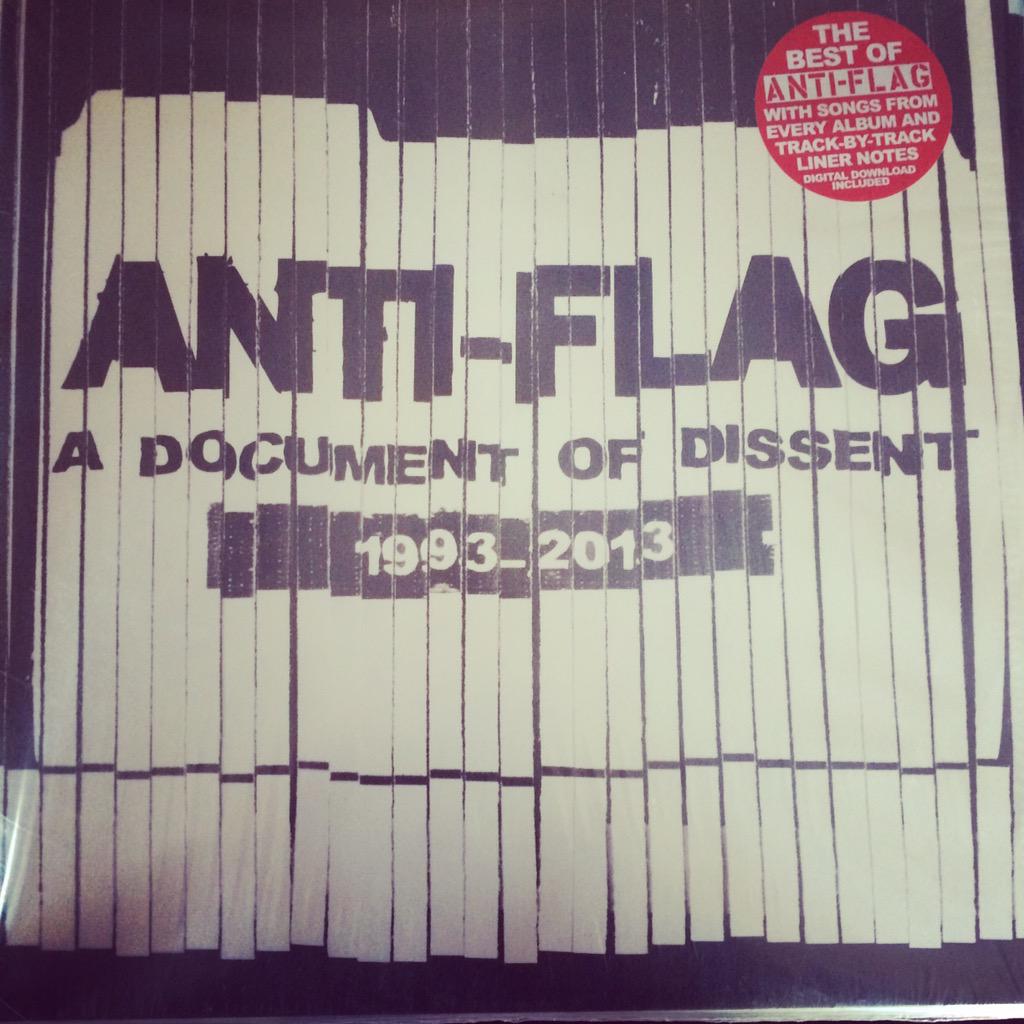 THE
BEST OF
ANTI-FLAG
WITH SONGS FROM
EVERY ALBUM AND
TRACK-BY-TRACK
LINER NOTES
DIGITAL DOWNLOAD
INCLUDED
ANTI-FLAG
A DOCUMENT OF DISSENT
1993-2013